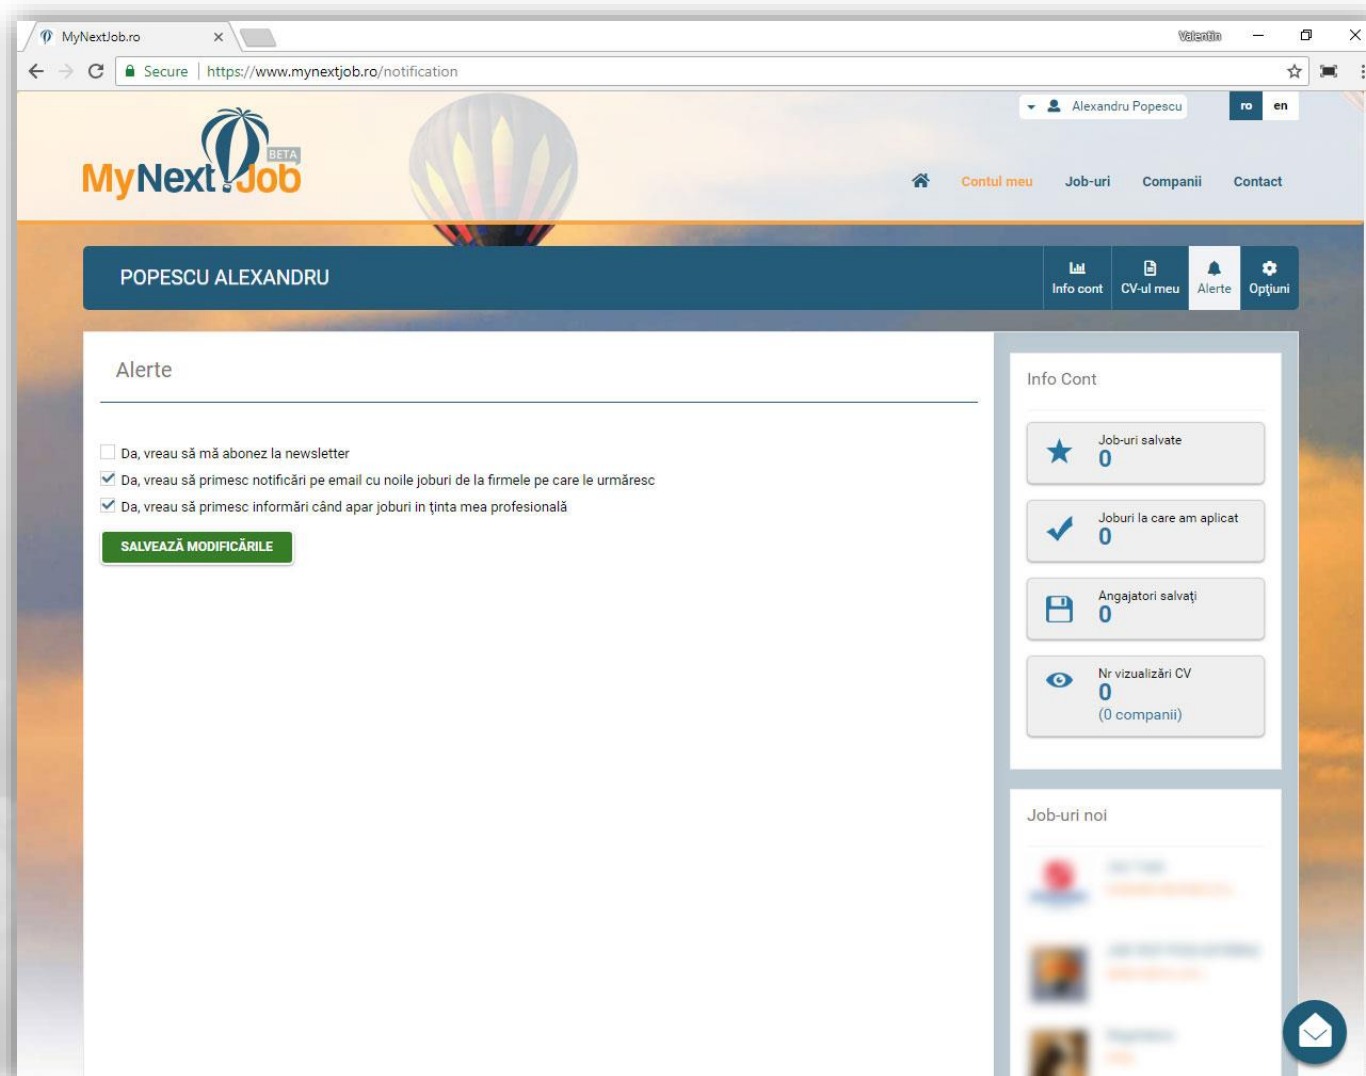 MyNextJob.ro
Valentin
Secure | https://www.mynextjob.ro/notification
Alexandru Popescu
ro en
MyNextJob
BETA
Contul meu Job-uri Companii Contact
POPESCU ALEXANDRU
Info cont CV-ul meu Alerte Opțiuni
Alerte
Da, vreau să mă abonez la newsletter
Da, vreau să primesc notificări pe email cu noile joburi de la firmele pe care le urmăresc
Da, vreau să primesc informări când apar joburi in ținta mea profesională
SALVEAZĂ MODIFICĂRILE
Info Cont
Job-uri salvate
0
Joburi la care am aplicat
0
Angajatori salvați
0
Nr vizualizări CV
0
(0 companii)
Job-uri noi